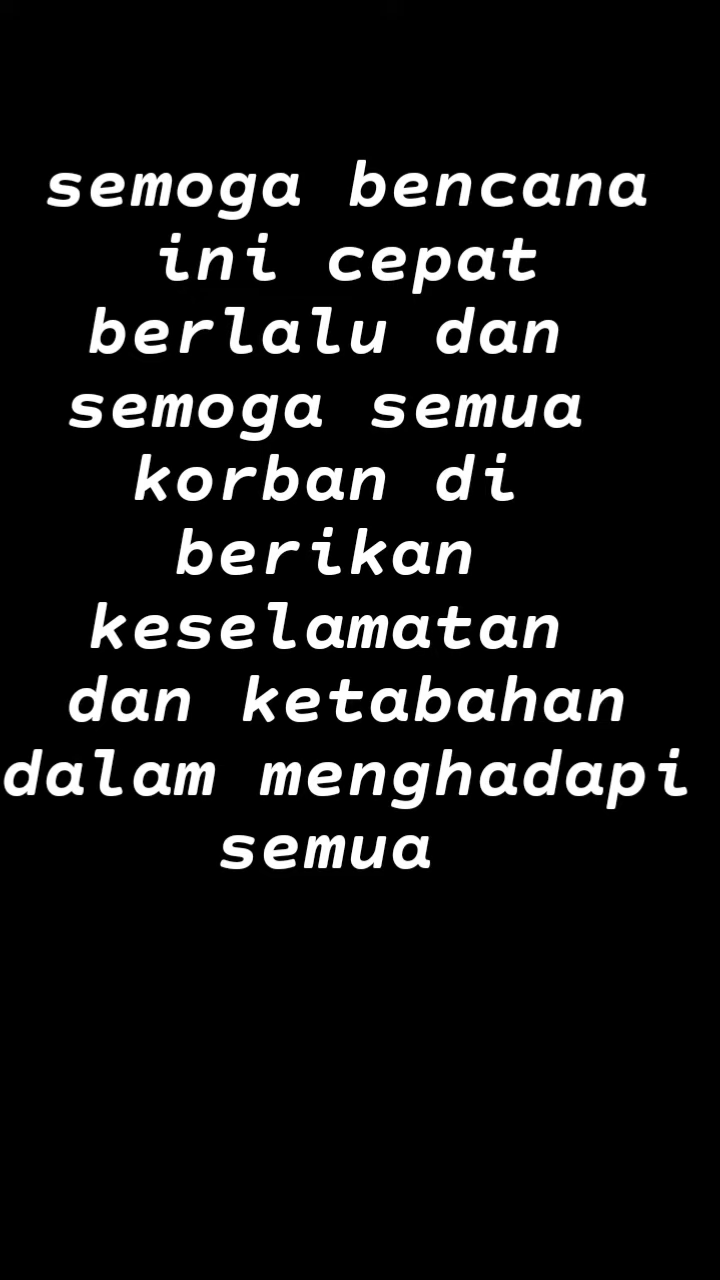 semoga bencana
ini cepat
berlalu dan
semoga semua
korban di
berikan
keselamatan
dan ketabahan
dalam menghadapi
semua